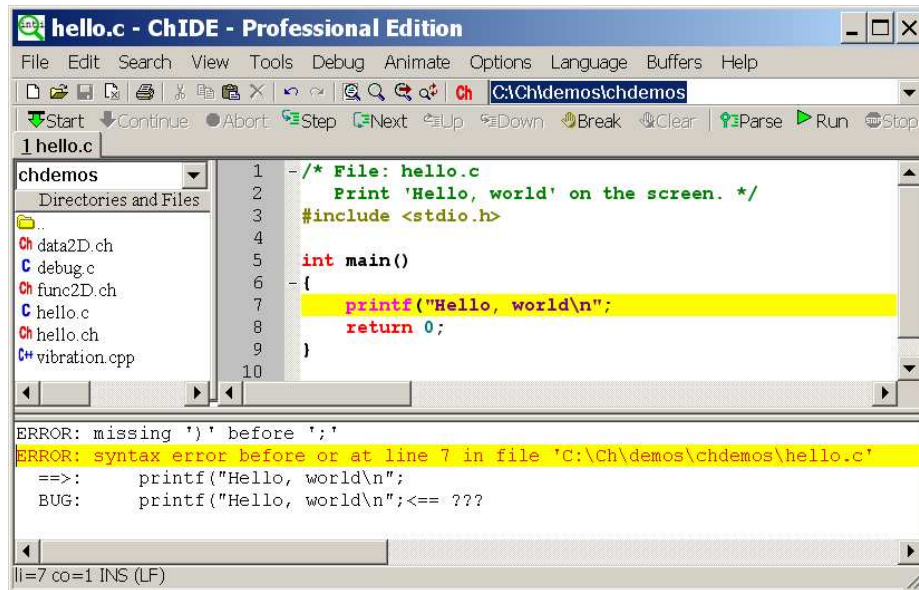 hello.c - ChIDE - Professional Edition
File Edit Search View Tools Debug Animate Options Language Buffers Help
Ch C:\Ch\demos\chdemos
Start Continue Abort Step Next Up Down Break Clear Parse Run Stop
1 hello.c
chdemos
Directories and Files
..
Ch data2D.ch
C debug.c
Ch func2D.ch
C hello.c
Ch hello.ch
C++ vibration.cpp
1 /* File: hello.c
2 Print 'Hello, world' on the screen. */
3 #include <stdio.h>
4
5 int main()
6 {
7 printf("Hello, world\n";
8 return 0;
9 }
10
ERROR: missing ')' before ';'
ERROR: syntax error before or at line 7 in file 'C:\Ch\demos\chdemos\hello.c'
==>: printf("Hello, world\n";
BUG: printf("Hello, world\n";<== ???
li=7 co=1 INS (LF)